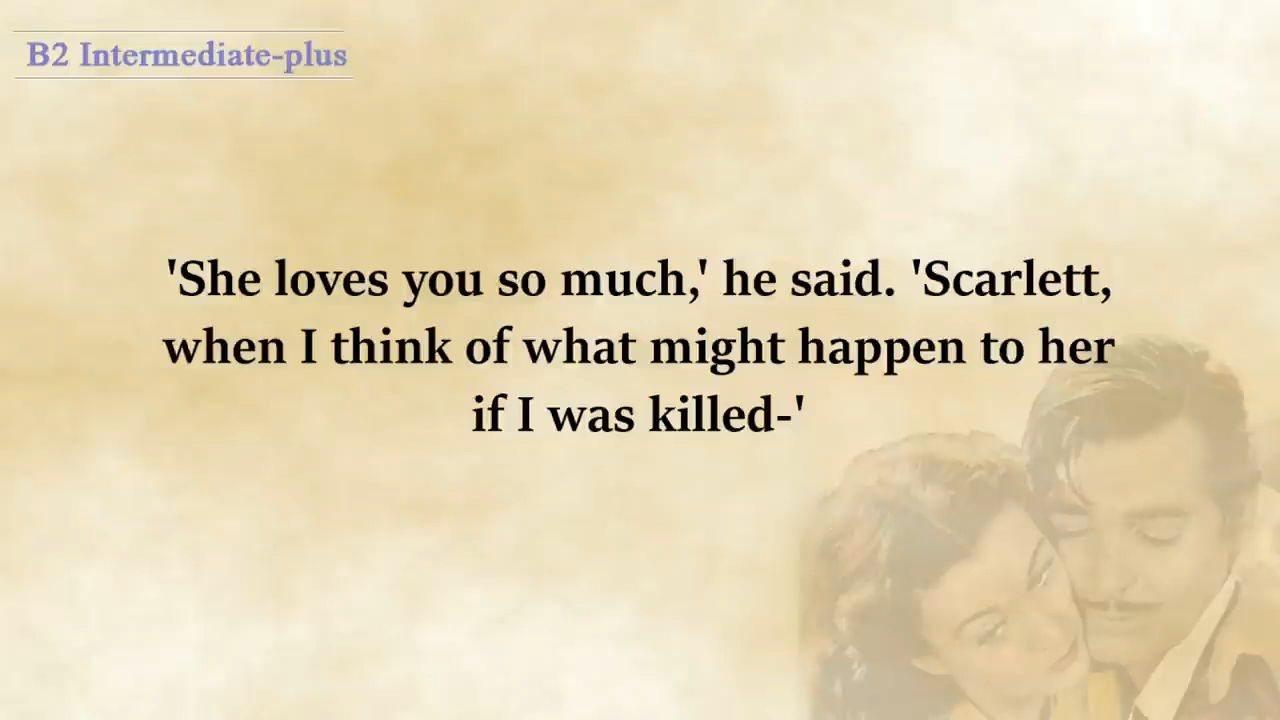 B2 Intermediate-plus
'She loves you so much,' he said. 'Scarlett,
when I think of what might happen to her
if I was killed-'